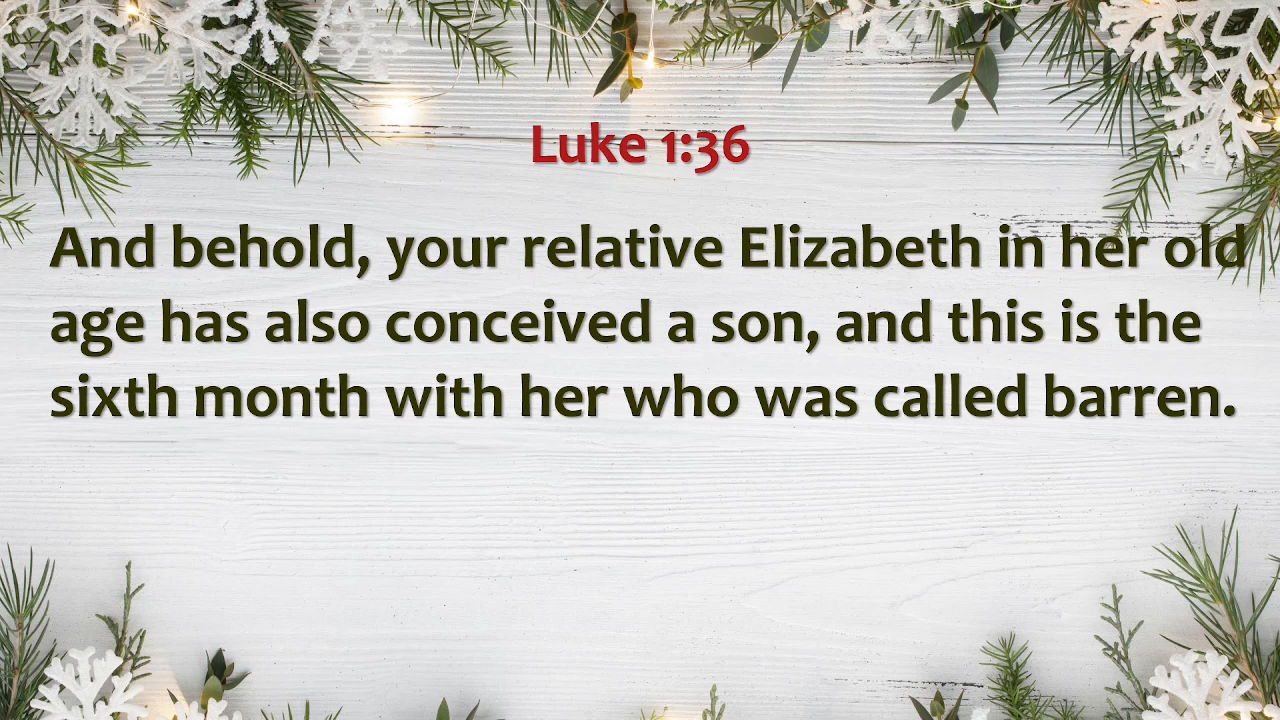 Luke 1:36
And behold, your relative Elizabeth in her old
age has also conceived a son, and this is the
sixth month with her who was called barren.